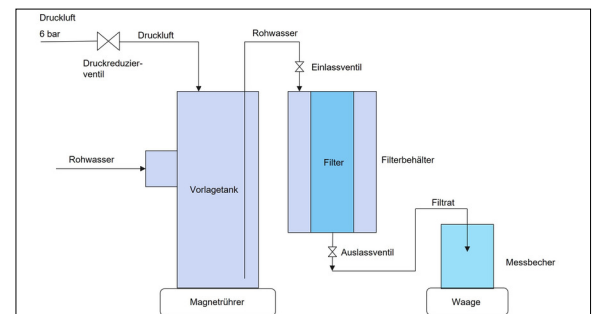 Druckluft
6 bar
Druckluft
Druckreduzier-
ventil
Rohwasser
Einlassventil
Rohwasser
Vorlagetank
Filter
Filterbehälter
Auslassventil
Filtrat
Messbecher
Magnetrührer
Waage